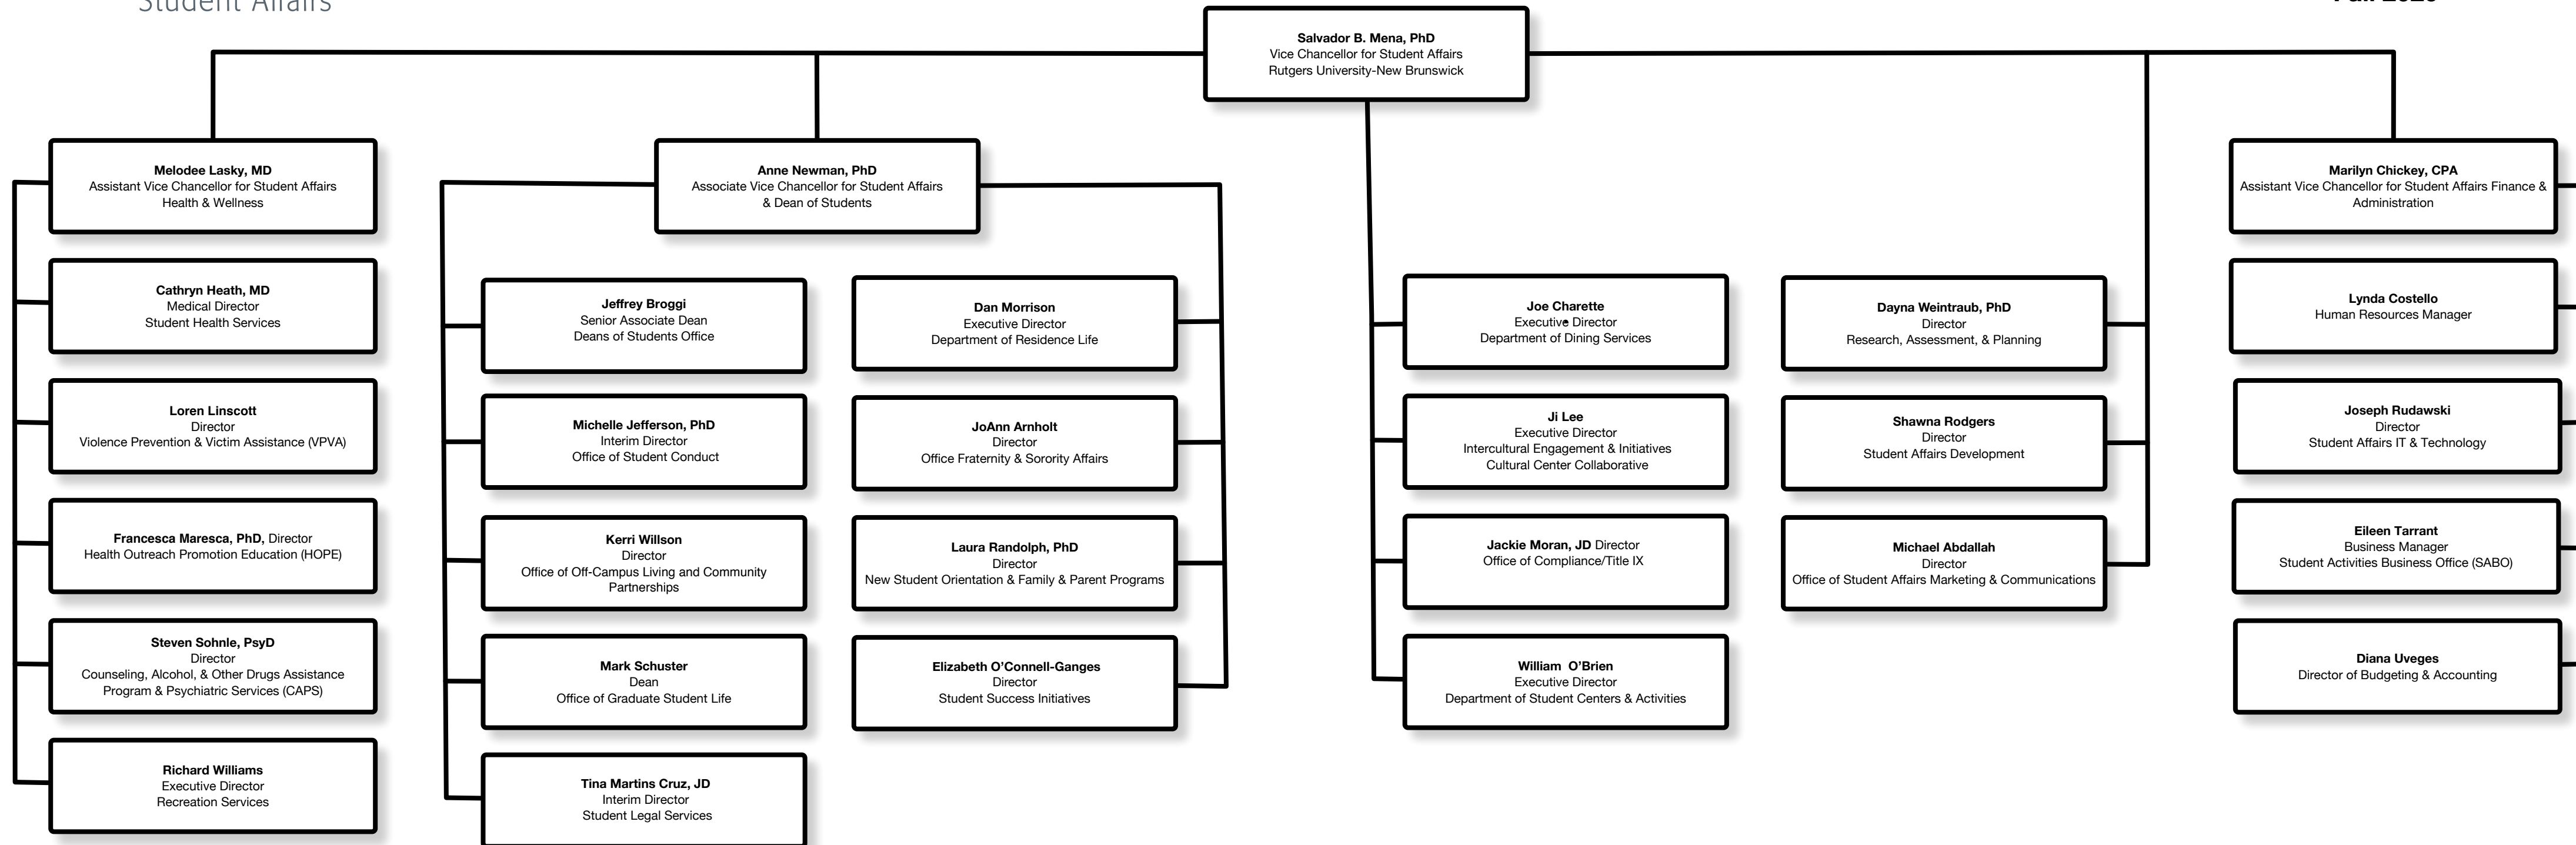 Student Affairs
Salvador B. Mena, PhD
Vice Chancellor for Student Affairs
Rutgers University-New Brunswick
Melodee Lasky, MD
Assistant Vice Chancellor for Student Affairs
Health & Wellness
Cathryn Heath, MD
Medical Director
Student Health Services
Loren Linscott
Director
Violence Prevention & Victim Assistance (VPVA)
Francesca Maresca, PhD, Director
Health Outreach Promotion Education (HOPE)
Steven Sohnle, PsyD
Director
Counseling, Alcohol, & Other Drugs Assistance
Program & Psychiatric Services (CAPS)
Richard Williams
Executive Director
Recreation Services
Anne Newman, PhD
Associate Vice Chancellor for Student Affairs
& Dean of Students
Jeffrey Broggi
Senior Associate Dean
Deans of Students Office
Michelle Jefferson, PhD
Interim Director
Office of Student Conduct
Kerri Willson
Director
Office of Off-Campus Living and Community
Partnerships
Mark Schuster
Dean
Office of Graduate Student Life
Tina Martins Cruz, JD
Interim Director
Student Legal Services
Dan Morrison
Executive Director
Department of Residence Life
JoAnn Arnholt
Director
Office Fraternity & Sorority Affairs
Laura Randolph, PhD
Director
New Student Orientation & Family & Parent Programs
Elizabeth O’Connell-Ganges
Director
Student Success Initiatives
Joe Charette
Executive Director
Department of Dining Services
Ji Lee
Executive Director
Intercultural Engagement & Initiatives
Cultural Center Collaborative
Jackie Moran, JD Director
Office of Compliance/Title IX
William O’Brien
Executive Director
Department of Student Centers & Activities
Dayna Weintraub, PhD
Director
Research, Assessment, & Planning
Shawna Rodgers
Director
Student Affairs Development
Michael Abdallah
Director
Office of Student Affairs Marketing & Communications
Marilyn Chickey, CPA
Assistant Vice Chancellor for Student Affairs Finance &
Administration
Lynda Costello
Human Resources Manager
Joseph Rudawski
Director
Student Affairs IT & Technology
Eileen Tarrant
Business Manager
Student Activities Business Office (SABO)
Diana Uveges
Director of Budgeting & Accounting